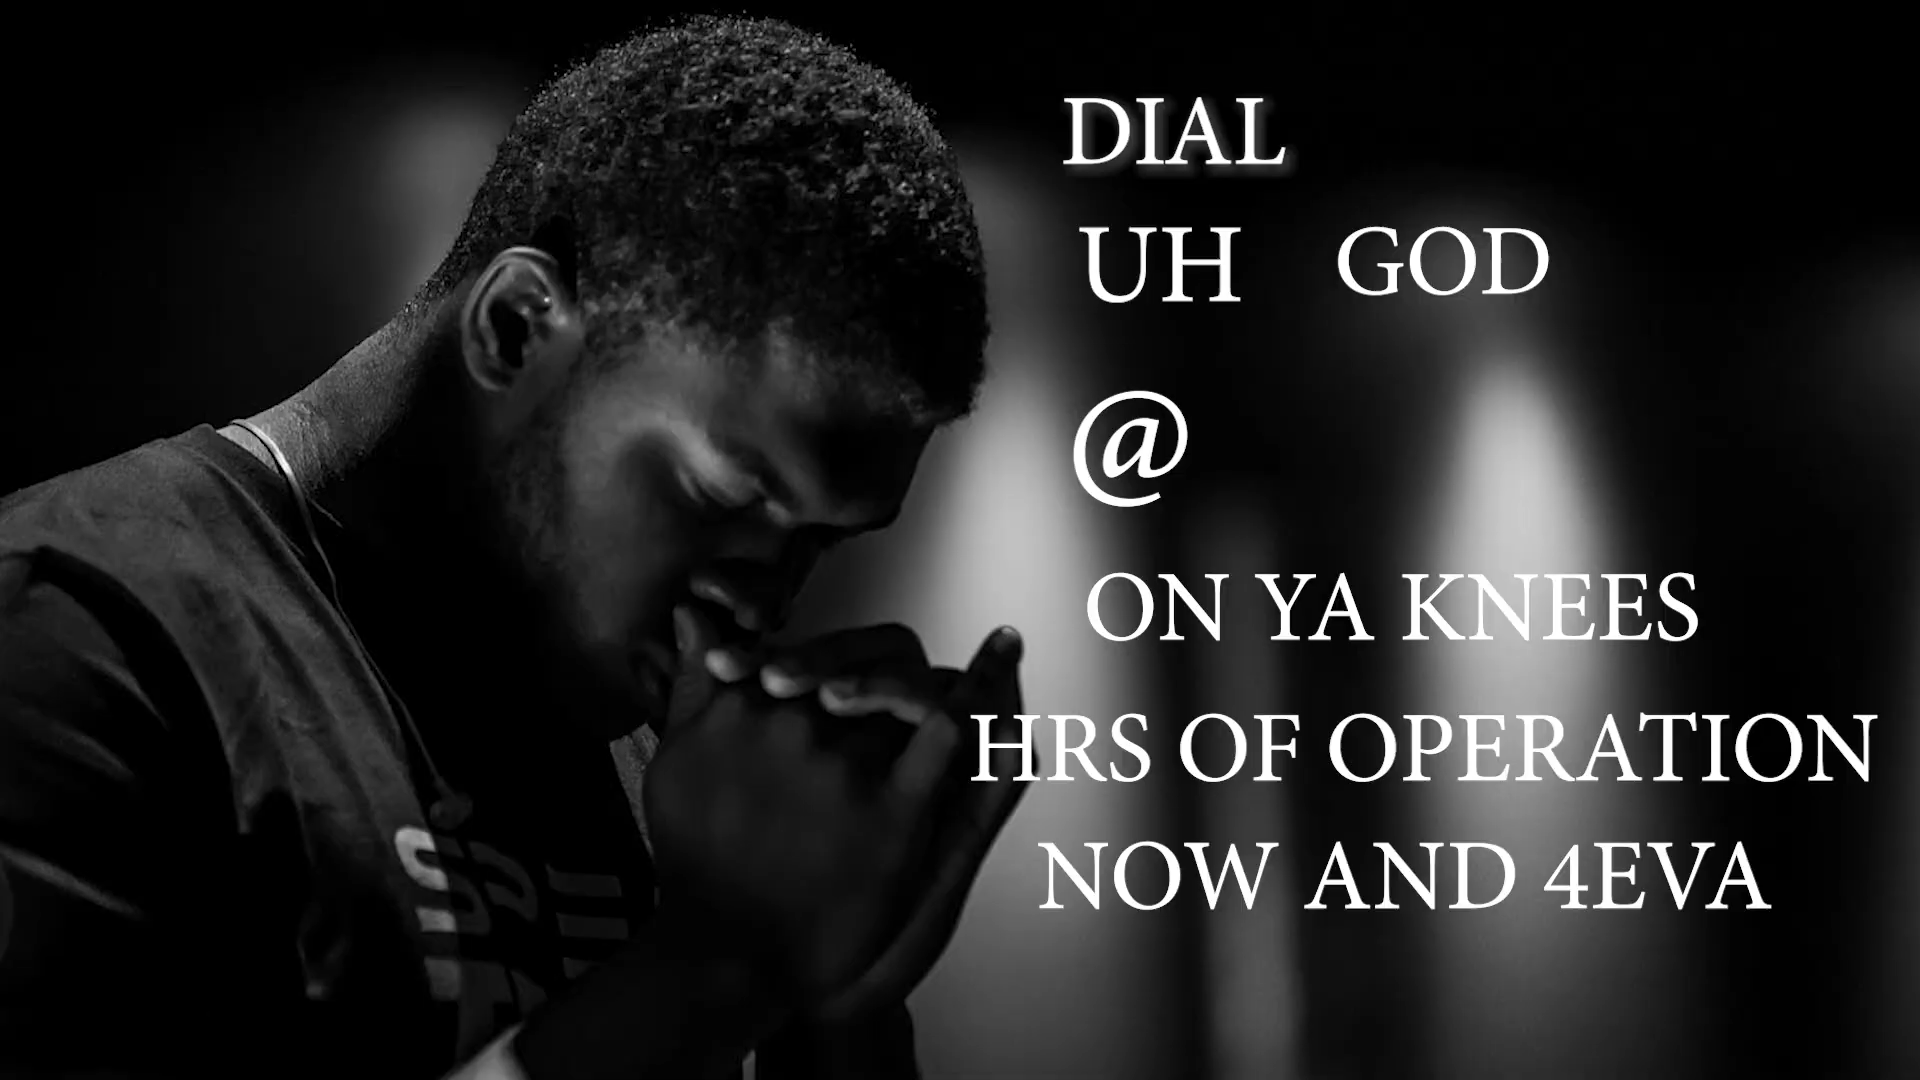 DIAL
UH GOD
@
ON YA KNEES
HRS OF OPERATION
NOW AND 4EVA